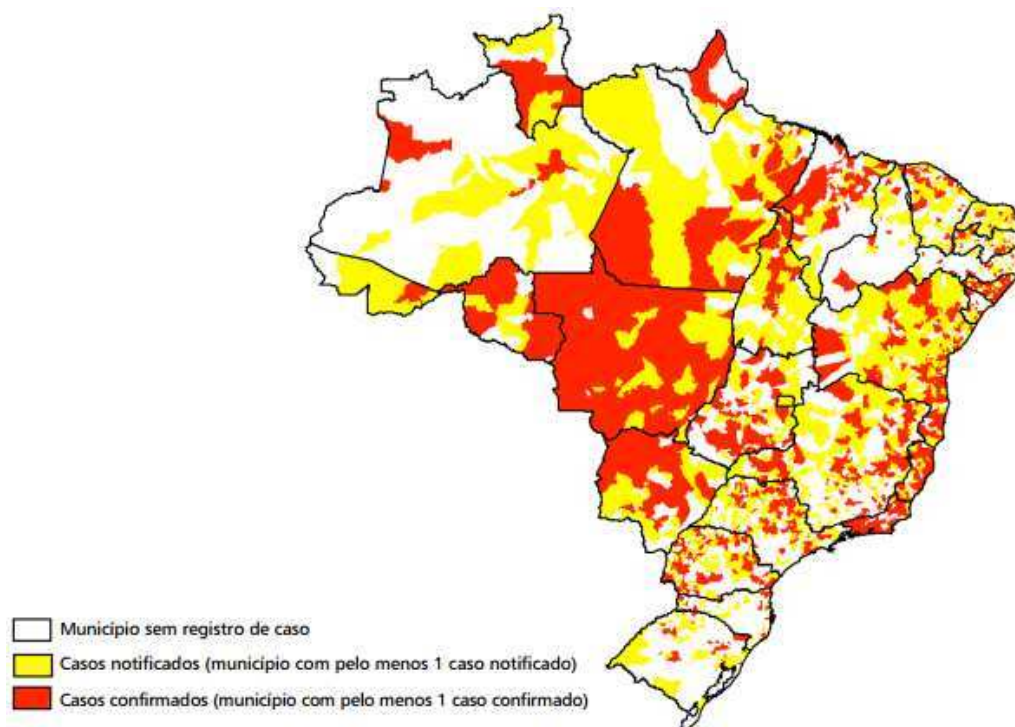 Município sem registro de caso
Casos notificados (município com pelo menos 1 caso notificado)
Casos confirmados (município com pelo menos 1 caso confirmado)